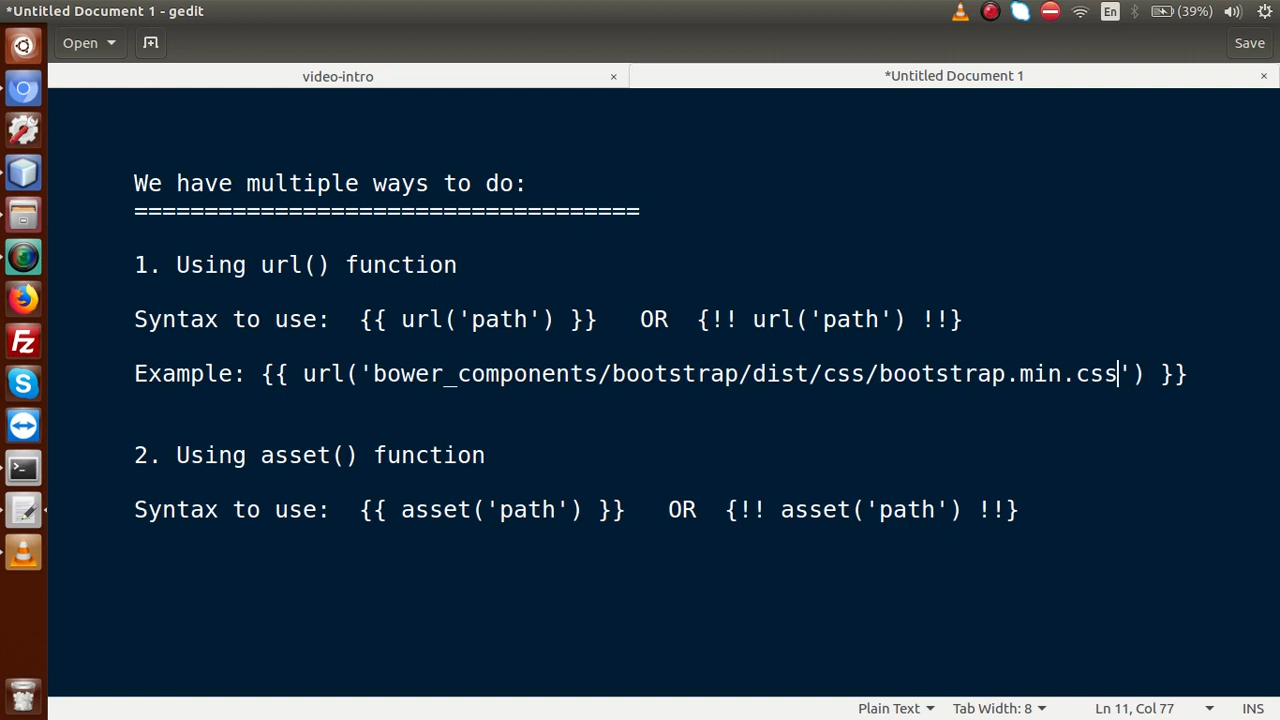 *Untitled Document 1 - gedit
En
(39%)
Open
Save
video-intro
*Untitled Document 1
We have multiple ways to do:
====================================
1. Using url() function
Syntax to use:  {{ url('path') }}   OR  {!! url('path') !!}
Example: {{ url('bower_components/bootstrap/dist/css/bootstrap.min.css') }}
2. Using asset() function
Syntax to use:  {{ asset('path') }}   OR  {!! asset('path') !!}
Plain Text
Tab Width: 8
Ln 11, Col 77
INS